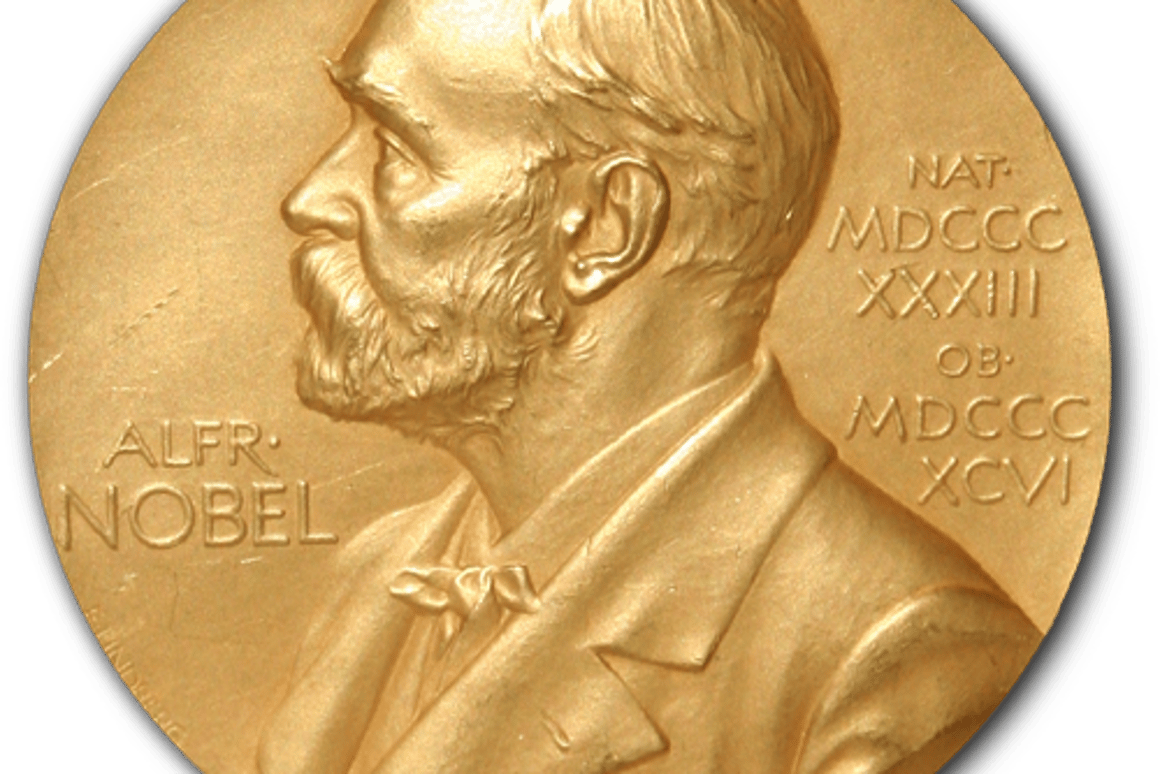 ALFR·
NOBEL
NAT·
MDCCC
XXXIII
OB·
MDCCC
XCVI